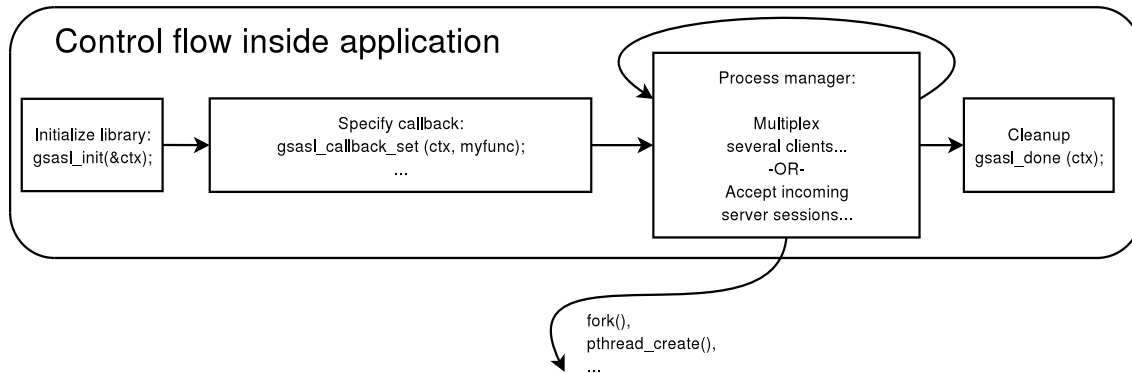 Control flow inside application
Initialize library:
gsasl_init(&ctx);
Specify callback:
gsasl_callback_set (ctx, myfunc);
...
Process manager:
Multiplex
several clients...
-OR-
Accept incoming
server sessions...
Cleanup
gsasl_done (ctx);
fork(),
pthread_create(),
...